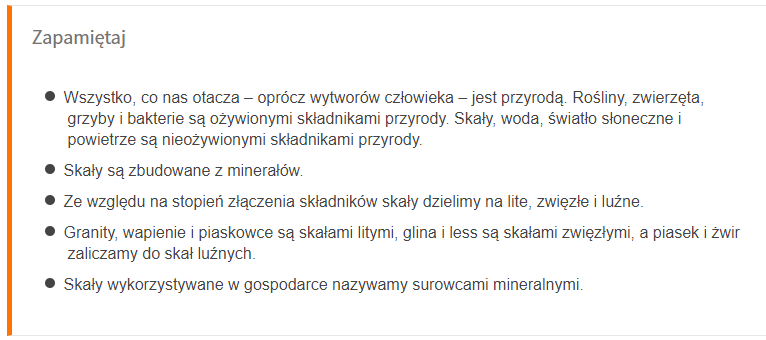 Zapamiętaj
Wszystko, co nas otacza – oprócz wytworów człowieka – jest przyrodą. Rośliny, zwierzęta,
grzyby i bakterie są ożywionymi składnikami przyrody. Skały, woda, światło słoneczne i
powietrze są nieożywionymi składnikami przyrody.
Skały są zbudowane z minerałów.
Ze względu na stopień złączenia składników skały dzielimy na lite, zwięzłe i luźne.
Granity, wapienie i piaskowce są skałami litymi, glina i less są skałami zwięzłymi, a piasek i żwir
zaliczamy do skał luźnych.
Skały wykorzystywane w gospodarce nazywamy surowcami mineralnymi.